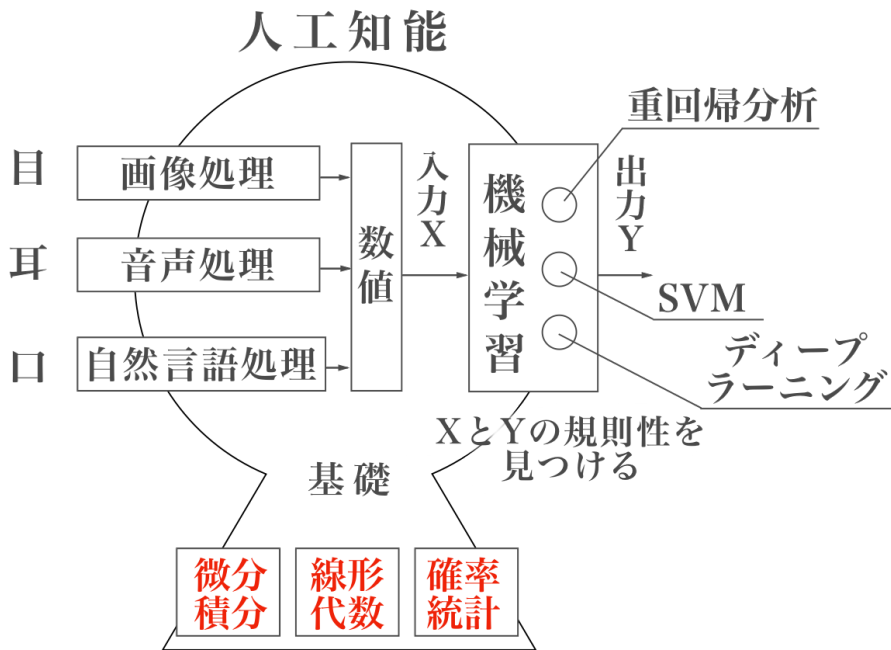 人工知能
重回帰分析
目
画像処理
入力X
機械学習
出力Y
耳
音声処理
数値
SVM
口
自然言語処理
ディープ
ラーニング
XとYの規則性を
見つける
基礎
微分
積分
線形
代数
確率
統計